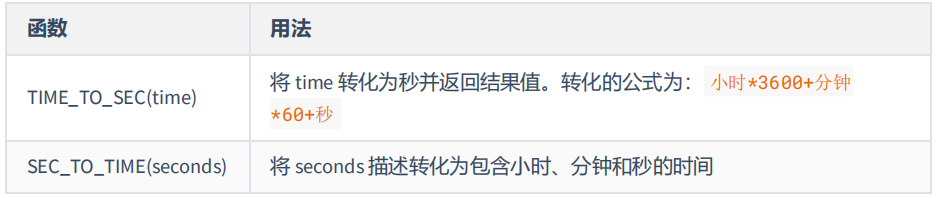 函数 用法
TIME_TO_SEC(time) 将 time 转化为秒并返回结果值。转化的公式为： 小时*3600+分钟
*60+秒
SEC_TO_TIME(seconds) 将 seconds 描述转化为包含小时、分钟和秒的时间